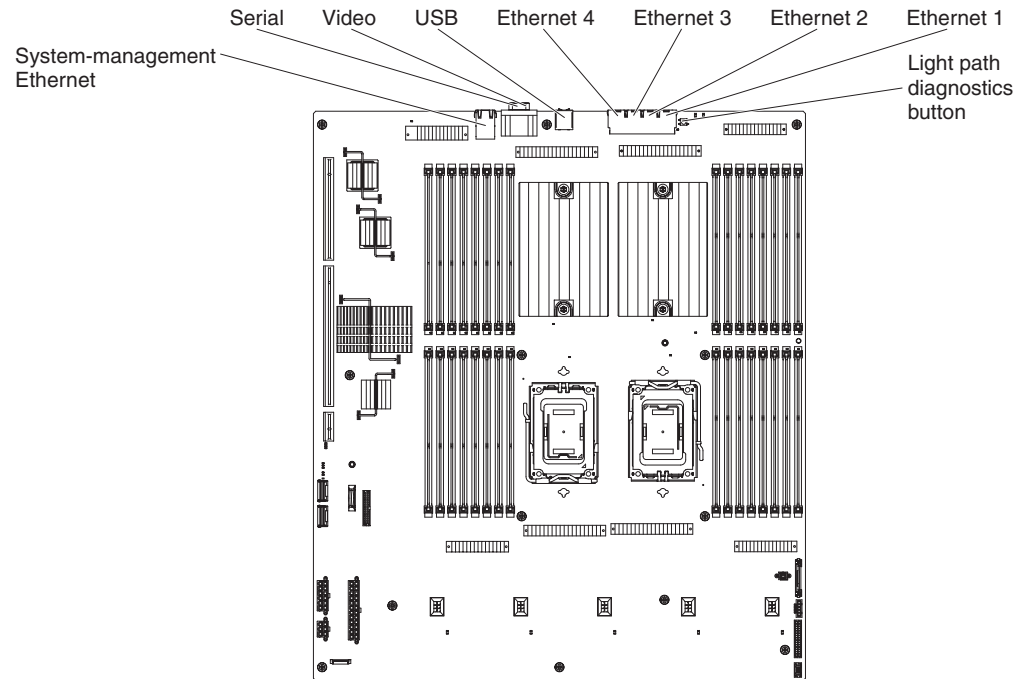 Serial Video USB Ethernet 4 Ethernet 3 Ethernet 2 Ethernet 1
System-management
Ethernet
Light path
diagnostics
button